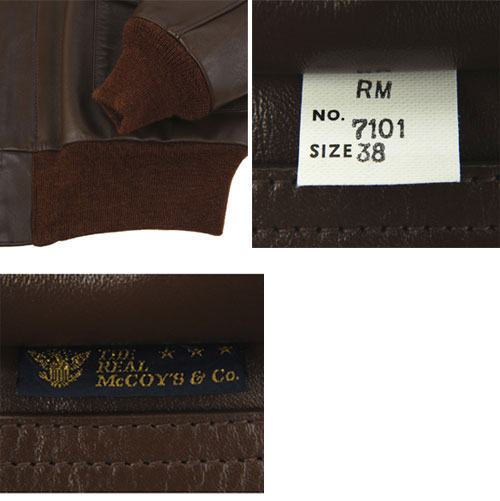 RM
NO. 7101
SIZE 38
THE
REAL
McCOY'S & Co.